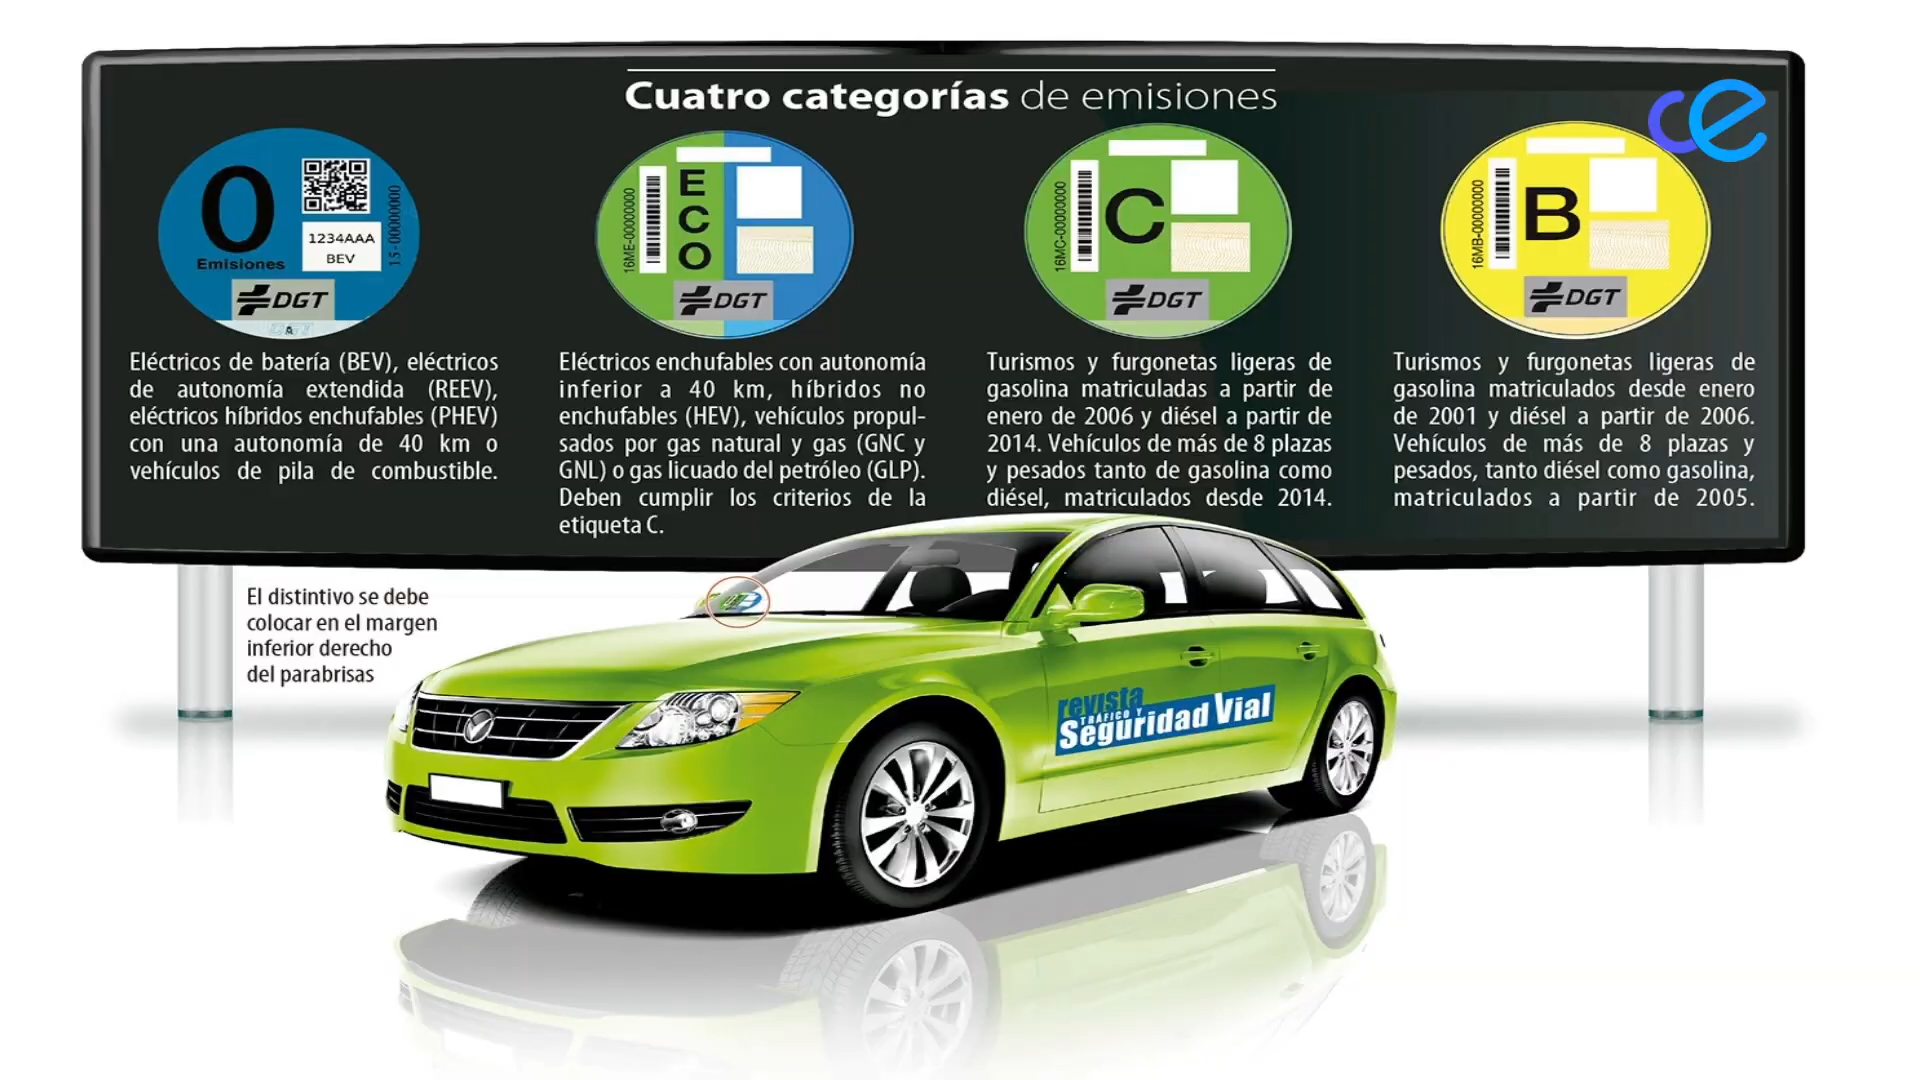 Cuatro categorías de emisiones
ce
0
Emisiones
1234AAA
BEV
15-00000000
DGT
16ME-00000000
E
C
O
DGT
16MC-00000000
C
DGT
16MB-00000000
B
DGT
Eléctricos de batería (BEV), eléctricos
de autonomía extendida (REEV),
eléctricos híbridos enchufables (PHEV)
con una autonomía de 40 km o
vehículos de pila de combustible.
Eléctricos enchufables con autonomía
inferior a 40 km, híbridos no
enchufables (HEV), vehículos propul-
sados por gas natural y gas (GNC y
GNL) o gas licuado del petróleo (GLP).
Deben cumplir los criterios de la
etiqueta C.
Turismos y furgonetas ligeras de
gasolina matriculadas a partir de
enero de 2006 y diésel a partir de
2014. Vehículos de más de 8 plazas
y pesados tanto de gasolina como
diésel, matriculados desde 2014.
Turismos y furgonetas ligeras de
gasolina matriculados desde enero
de 2001 y diésel a partir de 2006.
Vehículos de más de 8 plazas y
pesados, tanto diésel como gasolina,
matriculados a partir de 2005.
El distintivo se debe
colocar en el margen
inferior derecho
del parabrisas
revista
TRÁFICO Y
Seguridad Vial